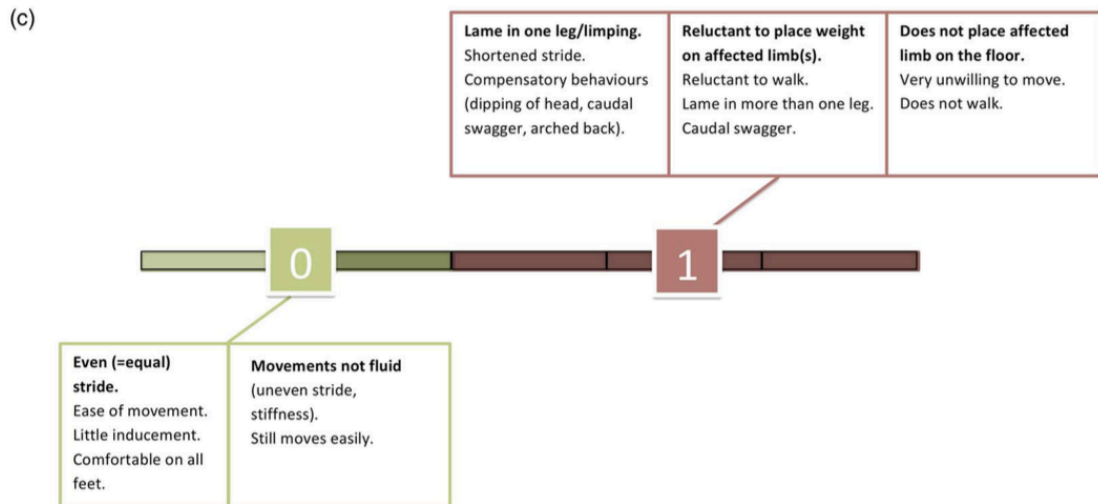 (c)
Lame in one leg/limping.
Shortened stride.
Compensatory behaviours
(dipping of head, caudal
swagger, arched back).
Reluctant to place weight
on affected limb(s).
Reluctant to walk.
Lame in more than one leg.
Caudal swagger.
Does not place affected
limb on the floor.
Very unwilling to move.
Does not walk.
0
1
Even (=equal)
stride.
Ease of movement.
Little inducement.
Comfortable on all
feet.
Movements not fluid
(uneven stride,
stiffness).
Still moves easily.